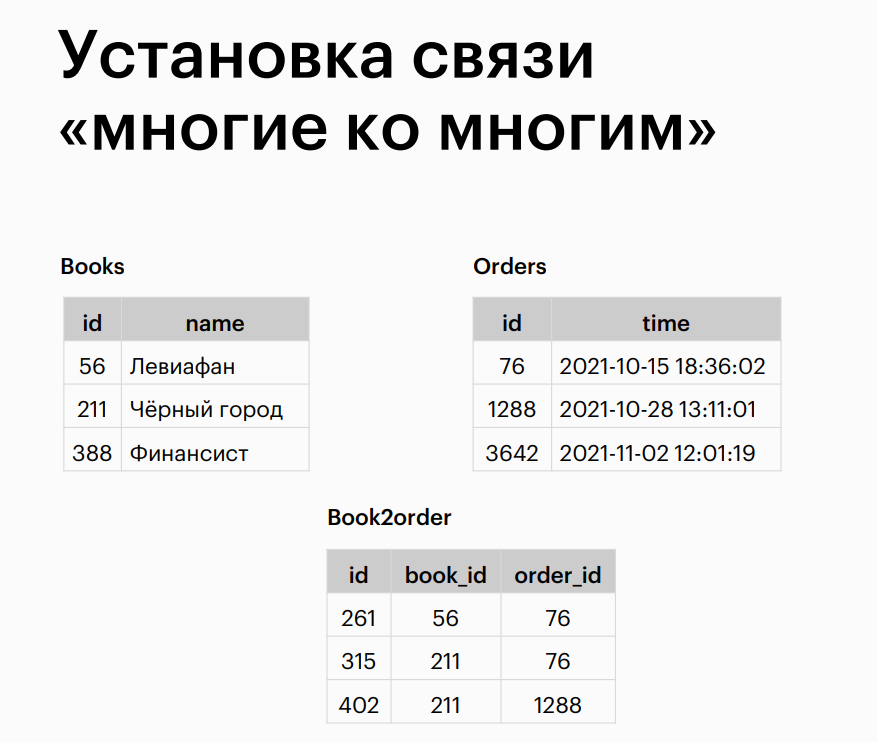 Установка связи
«многие ко многим»
Books
id name
56 Левиафан
211 Чёрный город
388 Финансист
Orders
id time
76 2021-10-15 18:36:02
1288 2021-10-28 13:11:01
3642 2021-11-02 12:01:19
Book2order
id book_id order_id
261 56 76
315 211 76
402 211 1288